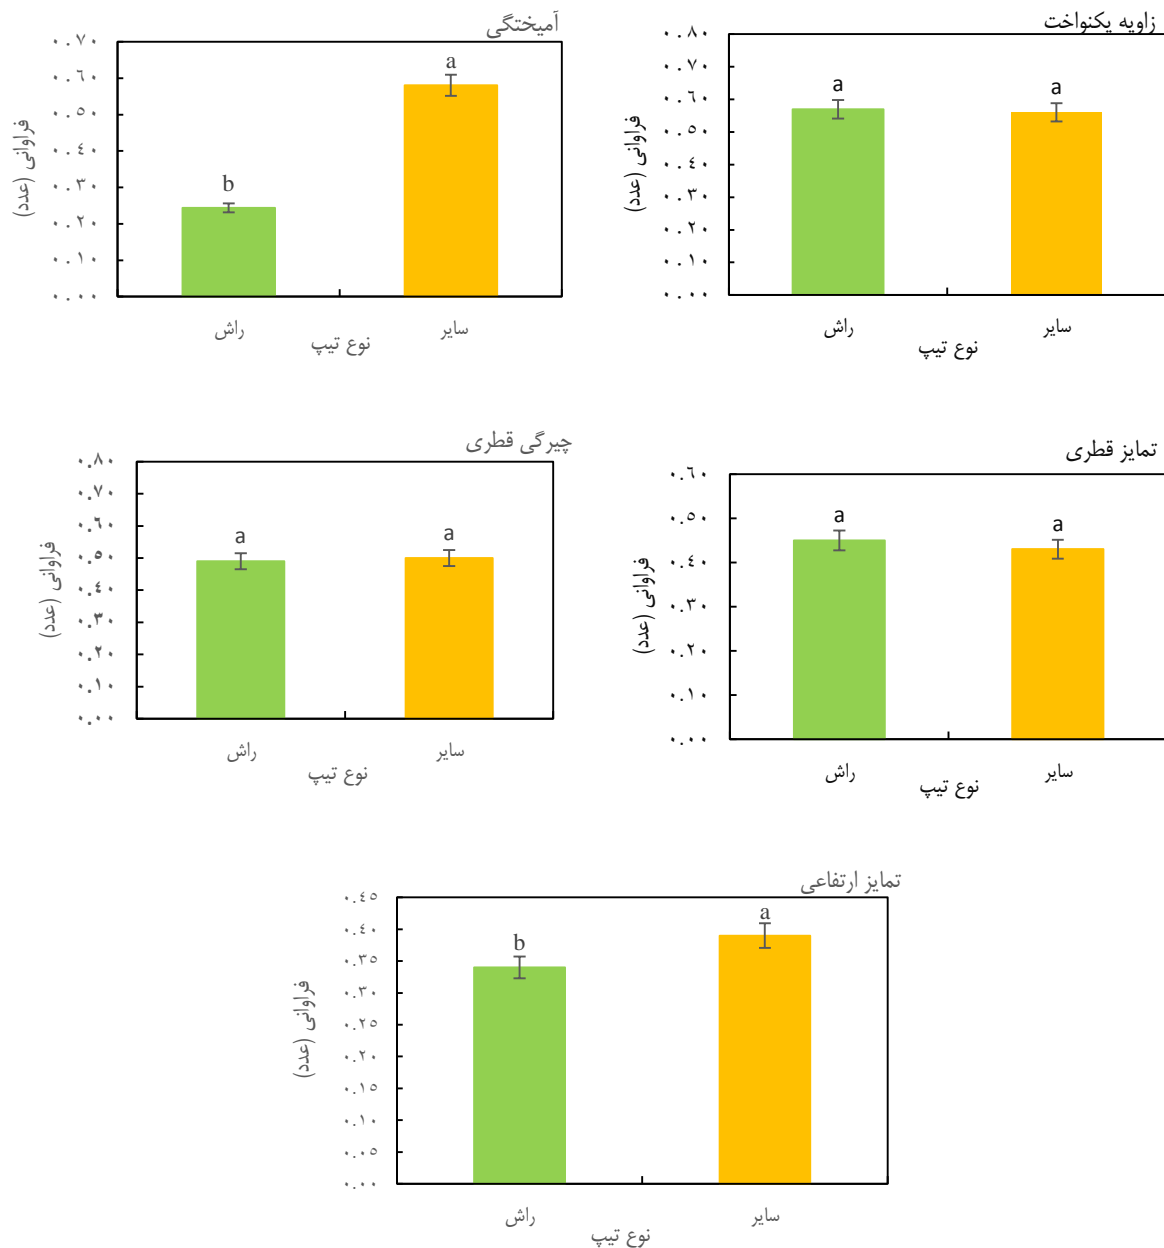 آمیختگی
۰.۷۰
۰.۶۰
۰.۵۰
۰.۴۰
۰.۳۰
۰.۲۰
۰.۱۰
۰.۰۰
فراوانی (عدد)
b
a
راش
سایر
نوع تیپ
زاویه یکنواخت
۰.۸۰
۰.۷۰
۰.۶۰
۰.۵۰
۰.٤۰
۰.۳۰
۰.۲۰
۰.۱۰
۰.۰۰
فراوانی (عدد)
a
a
راش
سایر
نوع تیپ
چیرگی قطری
۰.۸۰
۰.۷۰
۰.۶۰
۰.۵۰
۰.٤۰
۰.۳۰
۰.۲۰
۰.۱۰
۰.۰۰
فراوانی (عدد)
a
a
راش
سایر
نوع تیپ
تمایز قطری
۰.۶۰
۰.۵۰
۰.٤۰
۰.۳۰
۰.۲۰
۰.۱۰
۰.۰۰
فراوانی (عدد)
a
a
راش
سایر
نوع تیپ
تمایز ارتفاعی
۰.٤۵
۰.٤۰
۰.۳۵
۰.۳۰
۰.۲۵
۰.۲۰
۰.۱۵
۰.۱۰
۰.۰۵
۰.۰۰
فراوانی (عدد)
b
a
راش
سایر
نوع تیپ